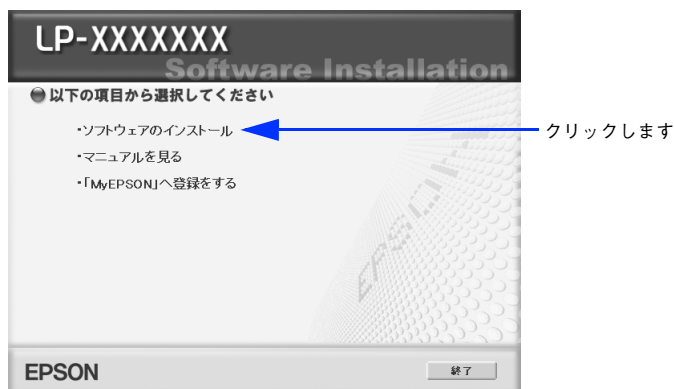 LP-XXXXXXX
Software Installation
以下の項目から選択してください
・ソフトウェアのインストール
クリックします
・マニュアルを見る
・「MyEPSON」へ登録をする
EPSON
EPSON
終了